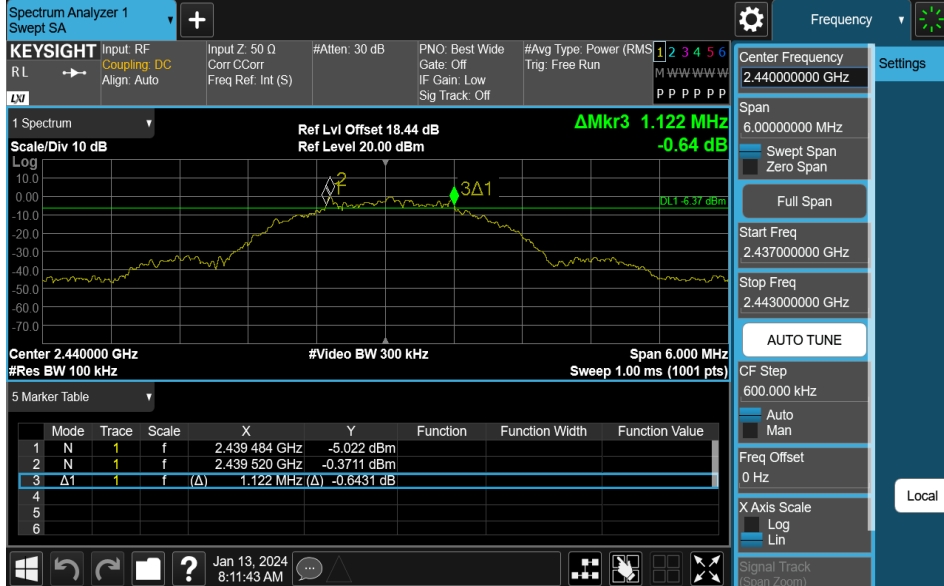 Spectrum Analyzer 1
Swept SA
+
Frequency
KEYSIGHT
R L
LXI
Input: RF
Coupling: DC
Align: Auto
Input Z: 50 Ω
Corr CCorr
Freq Ref: Int (S)
#Atten: 30 dB
PNO: Best Wide
Gate: Off
IF Gain: Low
Sig Track: Off
#Avg Type: Power (RMS
Trig: Free Run
1 2 3 4 5 6
M W W W W W
P P P P P P
Center Frequency
2.440000000 GHz
Settings
Span
6.00000000 MHz
Swept Span
Zero Span
Full Span
Start Freq
2.437000000 GHz
Stop Freq
2.443000000 GHz
AUTO TUNE
CF Step
600.000 kHz
Auto
Man
Freq Offset
0 Hz
Local
X Axis Scale
Log
Lin
Signal Track
(Span Zoom)
1 Spectrum
Scale/Div 10 dB
Ref Lvl Offset 18.44 dB
Ref Level 20.00 dBm
ΔMkr3 1.122 MHz
-0.64 dB
Log
10.0
0.00
-10.0
-20.0
-30.0
-40.0
-50.0
-60.0
-70.0
2
3Δ1
DL1 -6.37 dBm
Center 2.440000 GHz
#Video BW 300 kHz
Span 6.000 MHz
#Res BW 100 kHz
Sweep 1.00 ms (1001 pts)
5 Marker Table
Mode Trace Scale X Y Function Function Width Function Value
1 N 1 f 2.439 484 GHz -5.022 dBm
2 N 1 f 2.439 520 GHz -0.3711 dBm
3 Δ1 1 f (Δ) 1.122 MHz (Δ) -0.6431 dB
4
5
6
?
Jan 13, 2024
8:11:43 AM